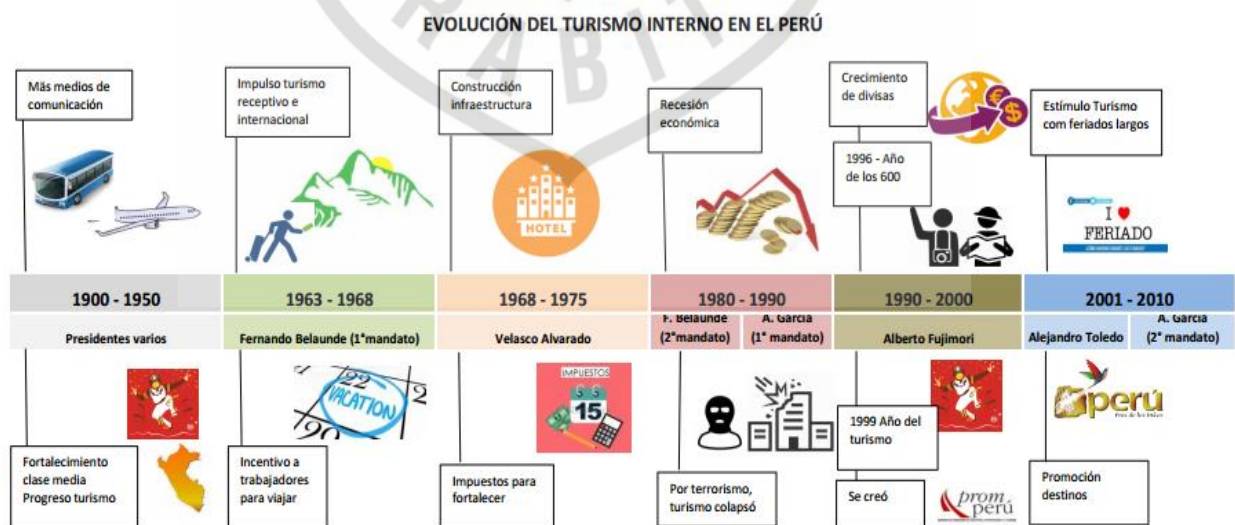 RABIT
EVOLUCIÓN DEL TURISMO INTERNO EN EL PERÚ
Más medios de
comunicación
Impulso turismo
receptivo e
internacional
Construcción
infraestructura
Recesión
económica
Crecimiento
de divisas
1996 - Año
de los 600
Estímulo Turismo
com feriados largos
HOTEL
€
$
I
FERIADO
1900 - 1950
1963 - 1968
1968 - 1975
1980 - 1990
1990 - 2000
2001 - 2010
Presidentes varios
Fernando Belaunde (1°mandato)
Velasco Alvarado
F. Belaunde
(2°mandato)
A. García
(1° mandato)
Alberto Fujimori
Alejandro Toledo
A. García
(2° mandato)
22
VACATION
2
IMPUESTOS
15
perú
Fortalecimiento
clase media
Progreso turismo
Incentivo a
trabajadores
para viajar
Impuestos para
fortalecer
Por terrorismo,
turismo colapsó
1999 Año del
turismo
Se creó
prom
perú
Promoción
destinos